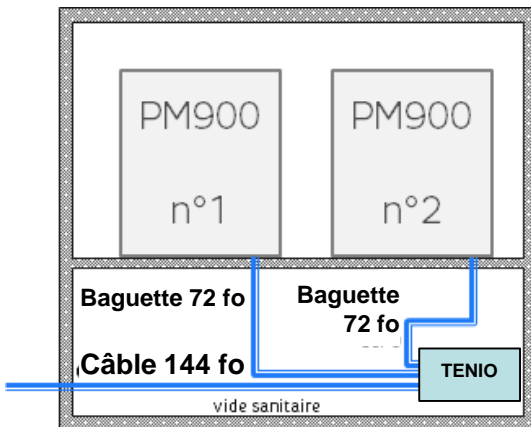 PM900
n°1
PM900
n°2
Baguette 72 fo
Baguette
72 fo
Câble 144 fo
TENIO
vide sanitaire